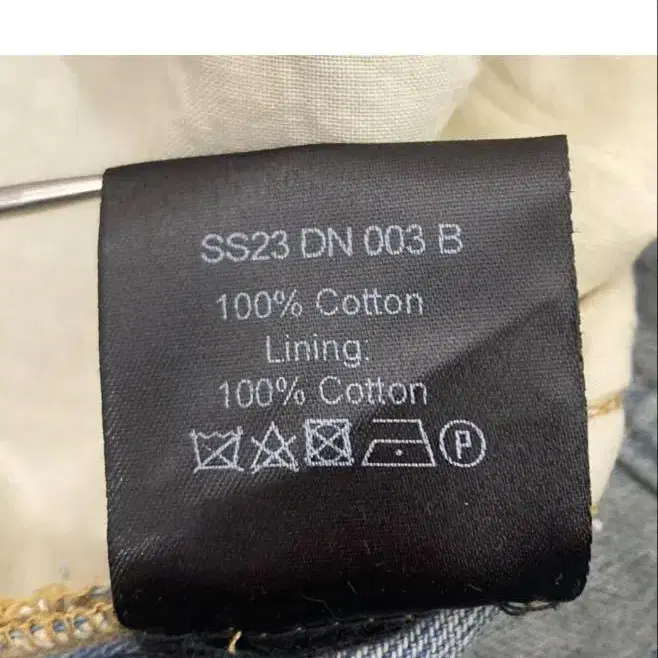 SS23 DN 003 B
100% Cotton
Lining:
100% Cotton
P